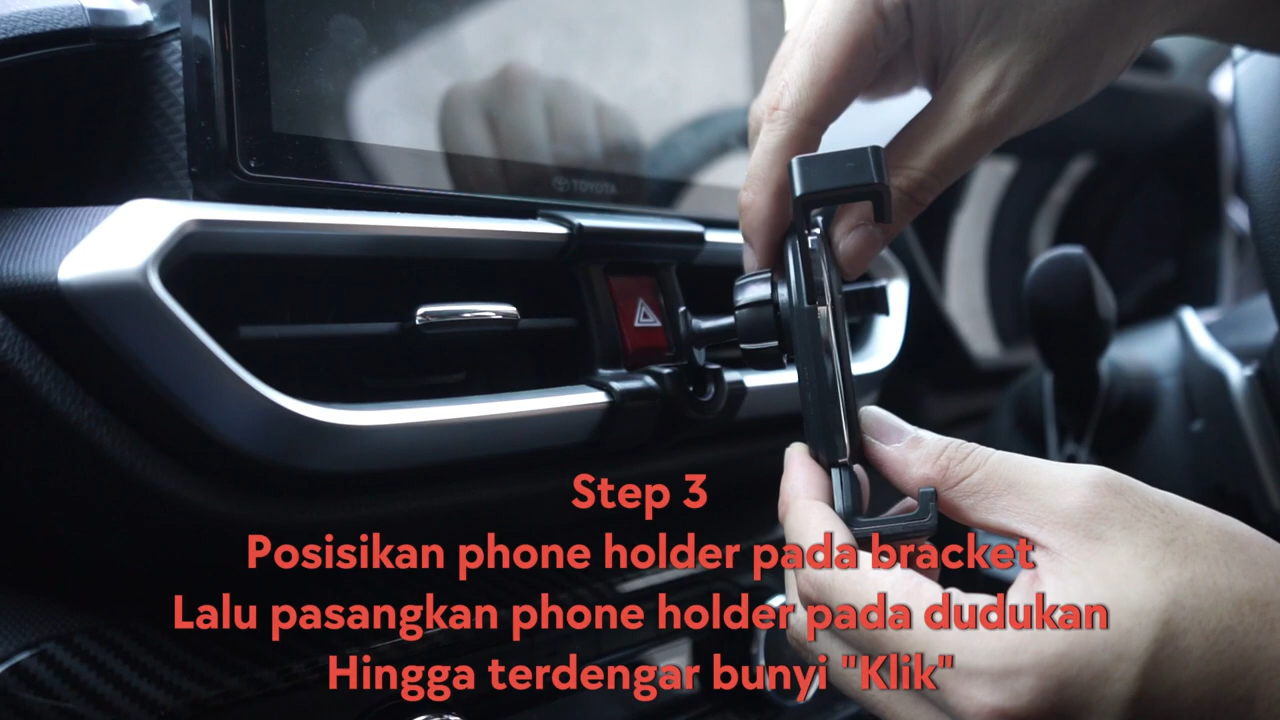 TOYOTA
Step 3
Posisikan phone holder pada bracket
Lalu pasangkan phone holder pada dudukan
Hingga terdengar bunyi "Klik"